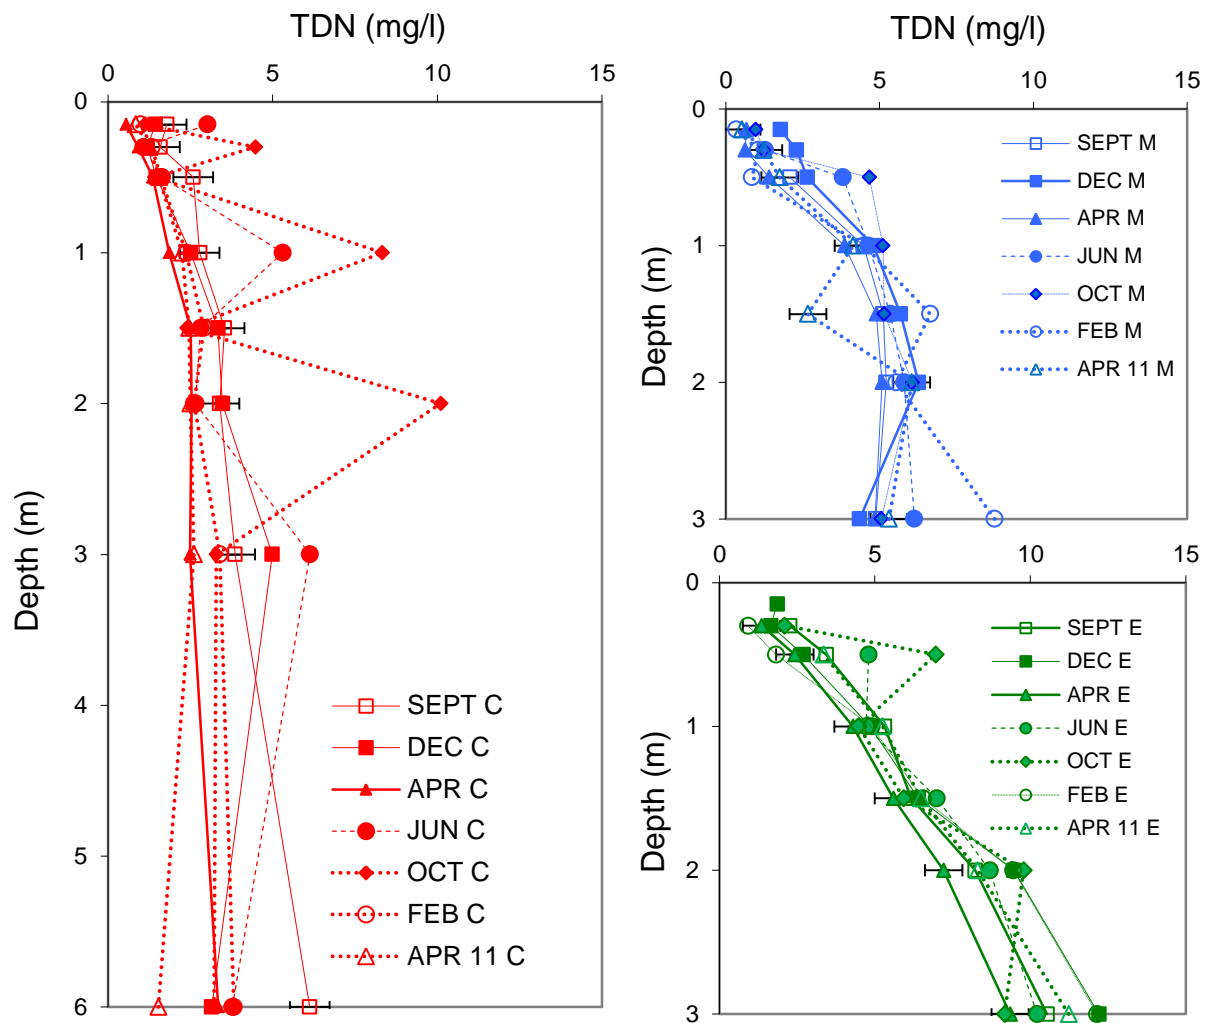 TDN (mg/l)
0 5 10 15
0
1
2
3
4
5
6
Depth (m)
SEPT C
DEC C
APR C
JUN C
OCT C
FEB C
APR 11 C
TDN (mg/l)
0 5 10 15
0
1
2
3
Depth (m)
SEPT M
DEC M
APR M
JUN M
OCT M
FEB M
APR 11 M
0 5 10 15
0
1
2
3
Depth (m)
SEPT E
DEC E
APR E
JUN E
OCT E
FEB E
APR 11 E